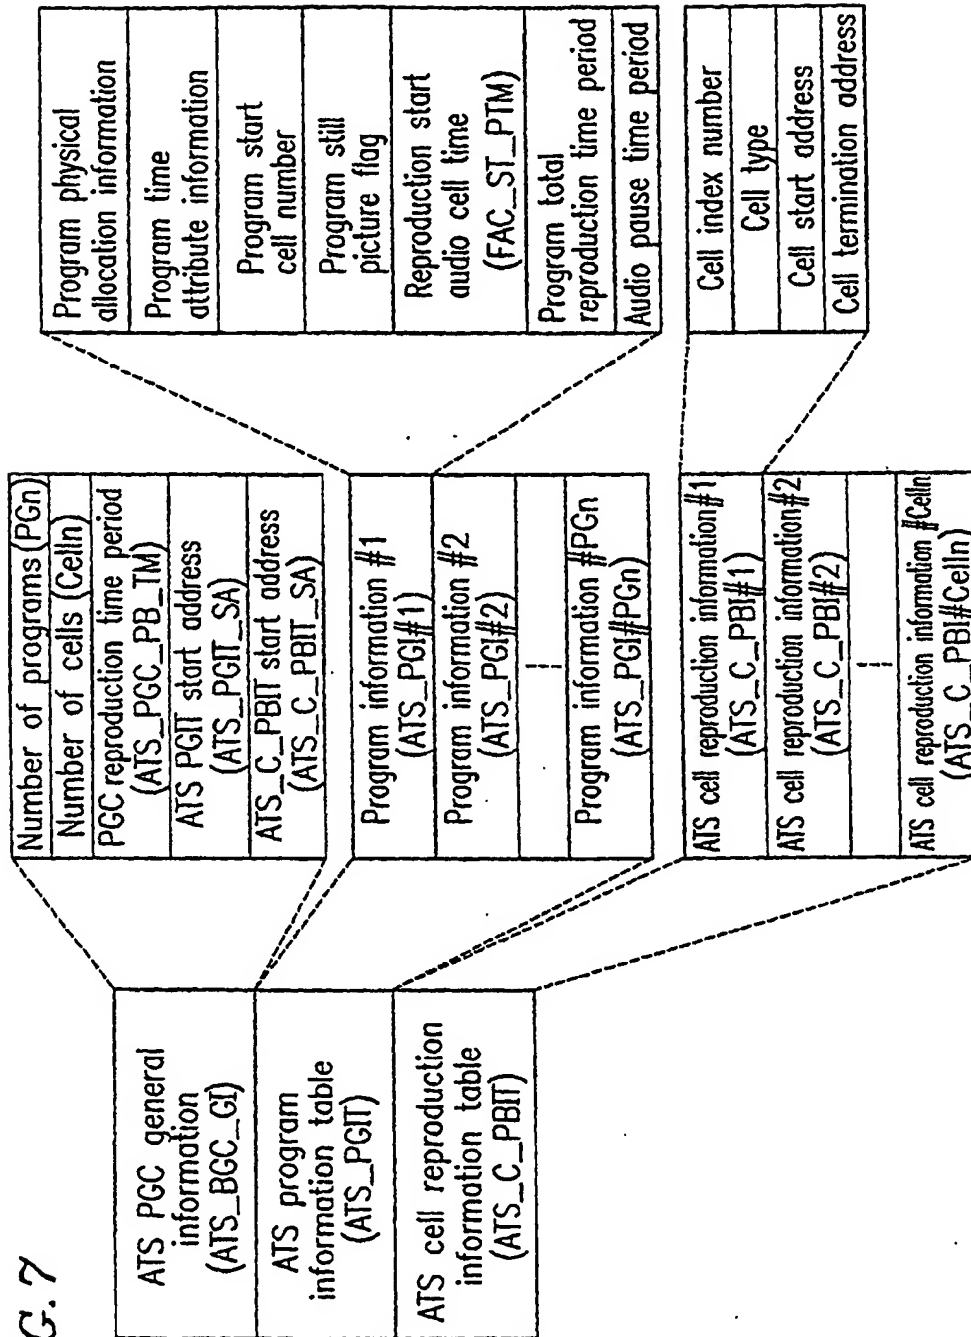 G. 7
ATS PGC general
information
(ATS_BGC_GI)
ATS program
information table
(ATS_PGIT)
ATS cell reproduction
information table
(ATS_C_PBIT)
Number of programs (PGn)
Number of cells (Celln)
PGC reproduction time period
(ATS_PGC_PB_TM)
ATS PGIT start address
(ATS_PGIT_SA)
ATS_C_PBIT start address
(ATS_C_PBIT_SA)
Program information #1
(ATS_PGI#1)
Program information #2
(ATS_PGI#2)
Program information #PGn
(ATS_PGI#PGn)
ATS cell reproduction information#1
(ATS_C_PBI#1)
ATS cell reproduction information#2
(ATS_C_PBI#2)
ATS cell reproduction information #Celln
(ATS_C_PBI#Celln)
Program physical
allocation information
Program time
attribute information
Program start
cell number
Program still
picture flag
Reproduction start
audio cell time
(FAC_ST_PTM)
Program total
reproduction time period
Audio pause time period
Cell index number
Cell type
Cell start address
Cell termination address